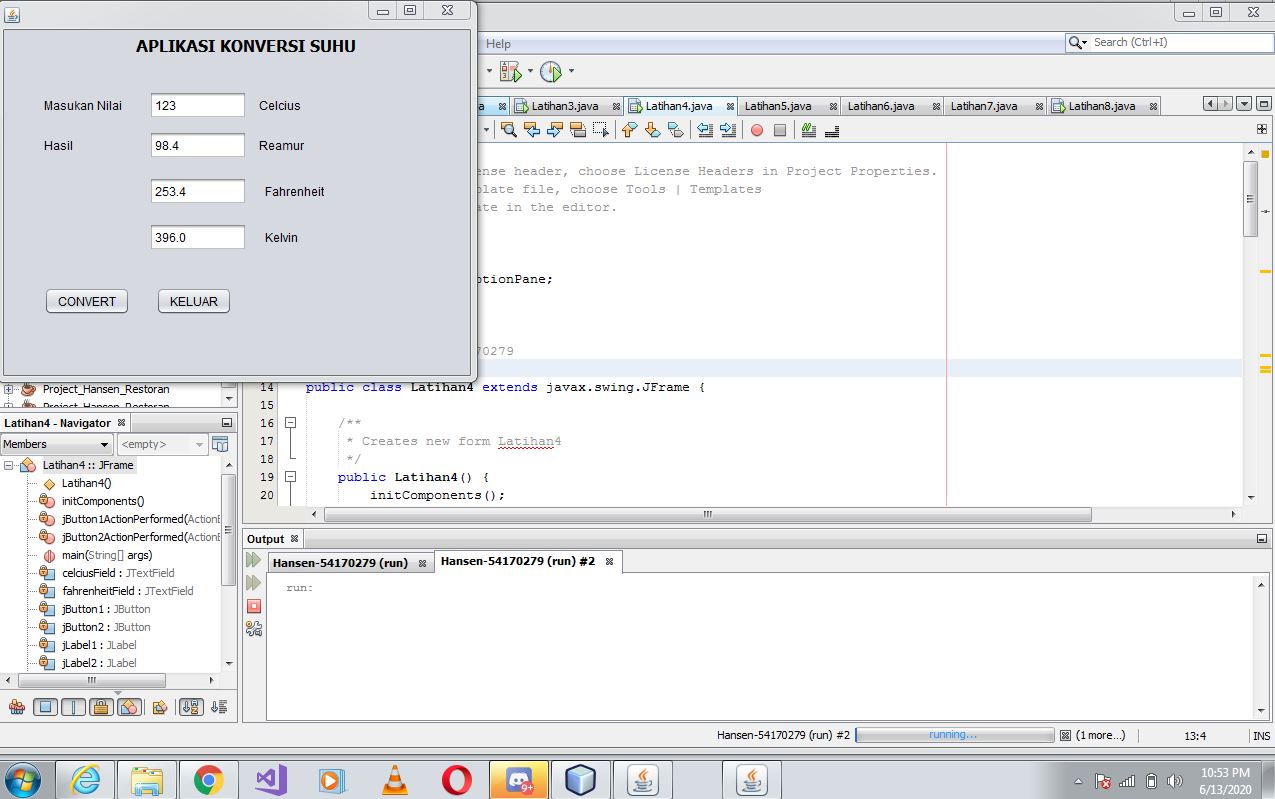 APLIKASI KONVERSI SUHU
Masukan Nilai 123 Celcius
Hasil 98.4 Reamur
253.4 Fahrenheit
396.0 Kelvin
CONVERT KELUAR
Help
Search (Ctrl+I)
a Latihan3.java Latihan4.java Latihan5.java Latihan6.java Latihan7.java Latihan8.java
ense header, choose License Headers in Project Properties.
plate file, choose Tools | Templates
ate in the editor.
ptionPane;
70279
14 public class Latihan4 extends javax.swing.JFrame {
15
16 /**
17 * Creates new form Latihan4
18 */
19 public Latihan4() {
20 initComponents();
Project_Hansen_Restoran
Project_Hansen_Restoran
Latihan4 - Navigator
Members <empty>
Latihan4 :: JFrame
Latihan4()
initComponents()
jButton1ActionPerformed(ActionE
jButton2ActionPerformed(ActionE
main(String[] args)
celciusField : JTextField
fahrenheitField : JTextField
jButton1 : JButton
jButton2 : JButton
jLabel1 : JLabel
jLabel2 : JLabel
Output
Hansen-54170279 (run) Hansen-54170279 (run) #2
run:
Hansen-54170279 (run) #2 running... (1 more...) 13:4 INS
9+
10:53 PM
6/13/2020